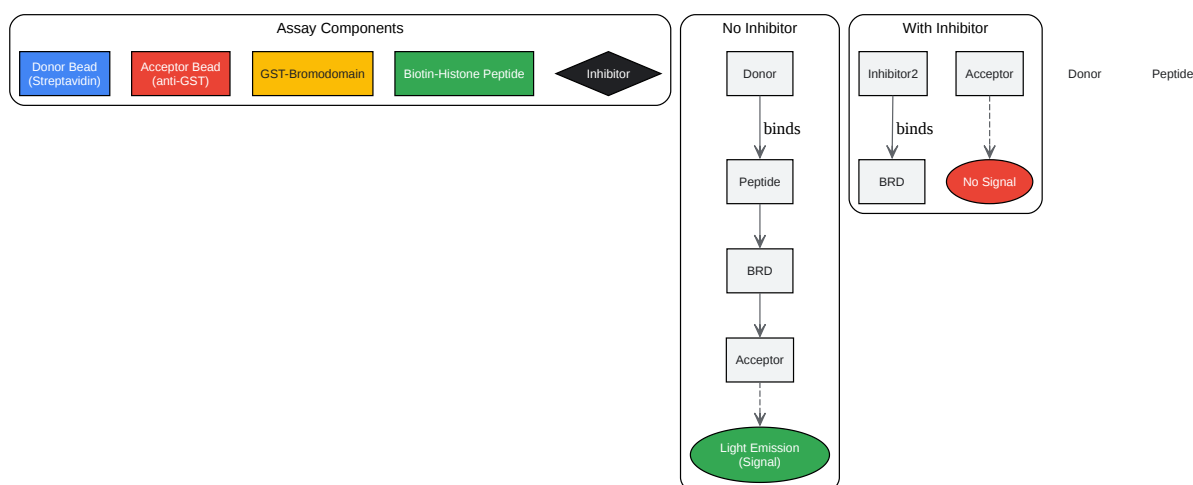 Assay Components
Donor Bead
(Streptavidin)
Acceptor Bead
(anti-GST)
GST-Bromodomain
Biotin-Histone Peptide
Inhibitor
No Inhibitor
Donor
binds
Peptide
BRD
Acceptor
Light Emission
(Signal)
With Inhibitor
Inhibitor2
Acceptor
binds
BRD
No Signal
Donor
Peptide